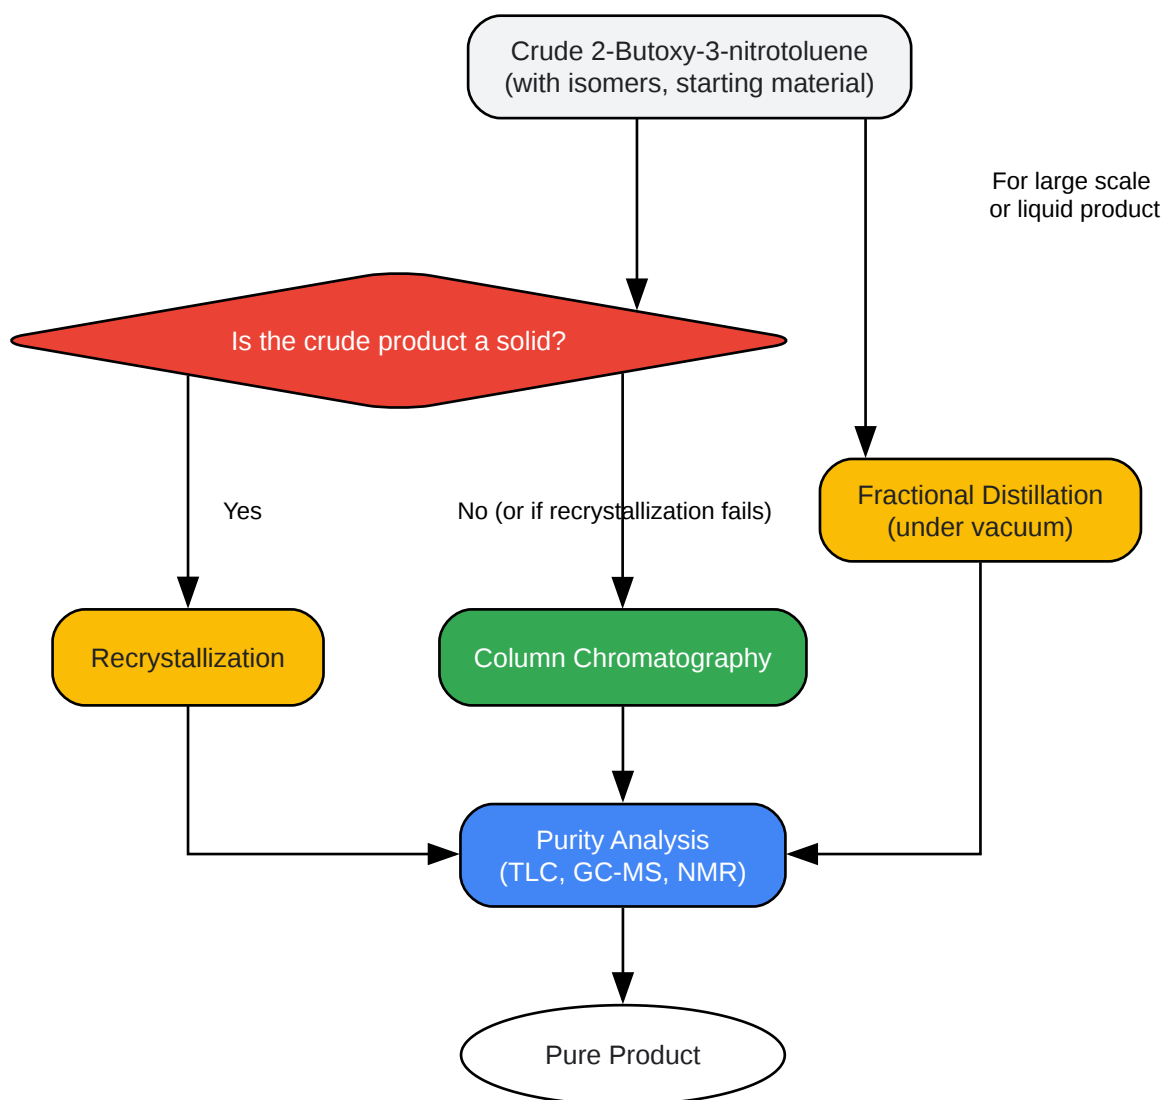 Crude 2-Butoxy-3-nitrotoluene
(with isomers, starting material)
For large scale
or liquid product
Is the crude product a solid?
Yes
No (or if recrystallization fails)
Fractional Distillation
(under vacuum)
Recrystallization
Column Chromatography
Purity Analysis
(TLC, GC-MS, NMR)
Pure Product